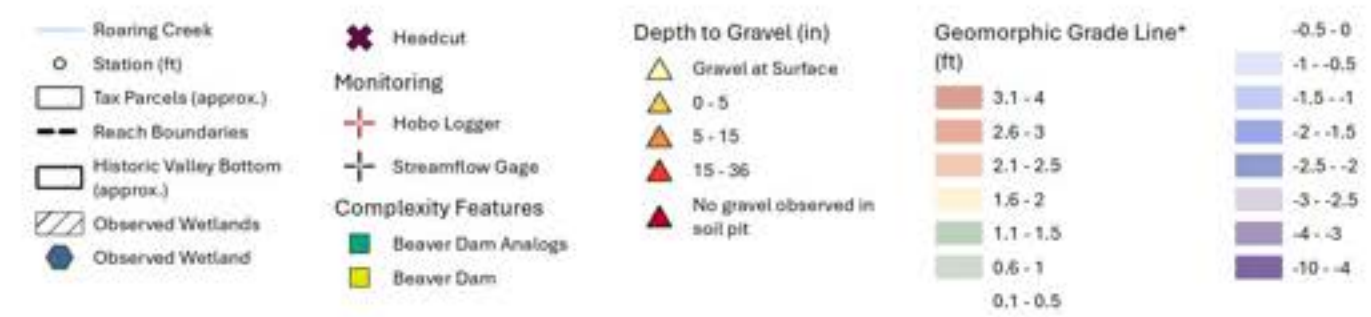 Roaring Creek
Station (ft)
Tax Parcels (approx.)
Reach Boundaries
Historic Valley Bottom
(approx.)
Observed Wetlands
Observed Wetland
Headcut
Monitoring
Hobo Logger
Streamflow Gage
Complexity Features
Beaver Dam Analogs
Beaver Dam
Depth to Gravel (in)
Gravel at Surface
0 - 5
5 - 15
15 - 36
No gravel observed in
soil pit
Geomorphic Grade Line*
(ft)
3.1 - 4
2.6 - 3
2.1 - 2.5
1.6 - 2
1.1 - 1.5
0.6 - 1
0.1 - 0.5
-0.5 - 0
-1 - -0.5
-1.5 - -1
-2 - -1.5
-2.5 - -2
-3 - -2.5
-4 - -3
-10 - -4